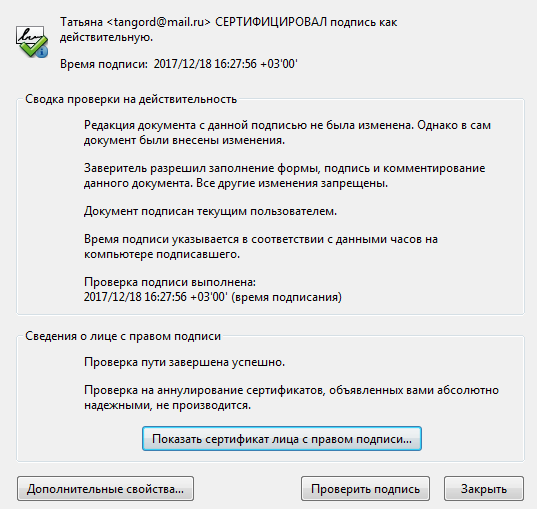 Татьяна <tangord@mail.ru> СЕРТИФИЦИРОВАЛ подпись как
действительную.
Время подписи: 2017/12/18 16:27:56 +03'00'
Сводка проверки на действительность
Редакция документа с данной подписью не была изменена. Однако в сам
документ были внесены изменения.
Заверитель разрешил заполнение формы, подпись и комментирование
данного документа. Все другие изменения запрещены.
Документ подписан текущим пользователем.
Время подписи указывается в соответствии с данными часов на
компьютере подписавшего.
Проверка подписи выполнена:
2017/12/18 16:27:56 +03'00' (время подписания)
Сведения о лице с правом подписи
Проверка пути завершена успешно.
Проверка на аннулирование сертификатов, объявленных вами абсолютно
надежными, не производится.
Показать сертификат лица с правом подписи...
Дополнительные свойства... Проверить подпись Закрыть